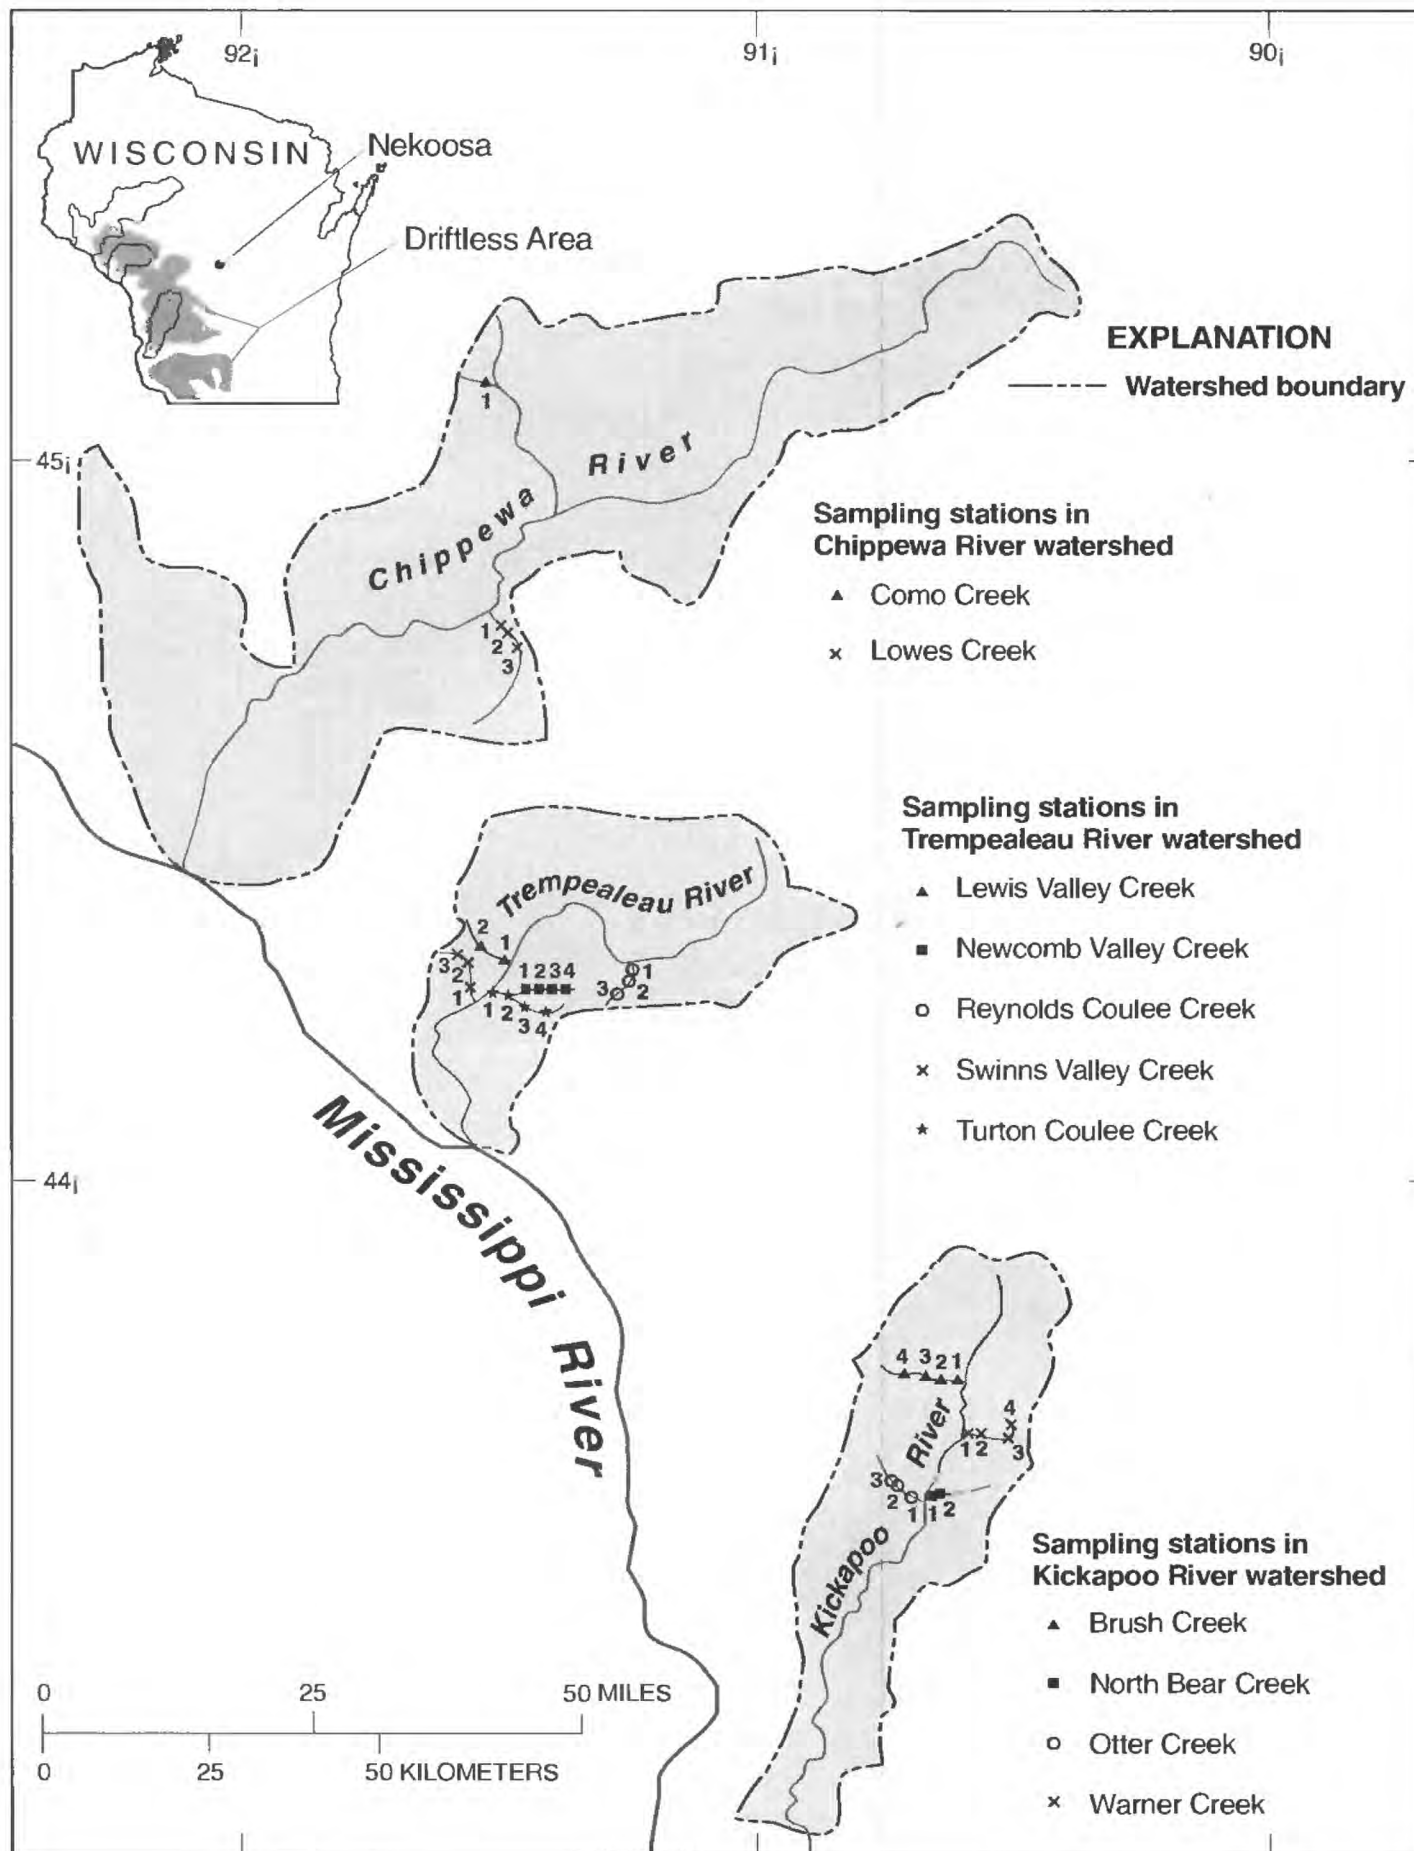 92¡
91¡
90¡
WISCONSIN
Nekoosa
Driftless Area
EXPLANATION
Watershed boundary
1
45¡
River
Chippewa
Sampling stations in
Chippewa River watershed
Como Creek
Lowes Creek
1
2
3
Sampling stations in
Trempealeau River watershed
Lewis Valley Creek
Newcomb Valley Creek
Reynolds Coulee Creek
Swinns Valley Creek
Turton Coulee Creek
Trempealeau River
2
1
3
2
1
1 2 3 4
1
2
3
4
1
2
3
44¡
Mississippi River
4 3 2 1
4
1 2
3
River
3
2
1
1 2
Kickapoo
Sampling stations in
Kickapoo River watershed
Brush Creek
North Bear Creek
Otter Creek
Warner Creek
0 25 50 MILES
0 25 50 KILOMETERS